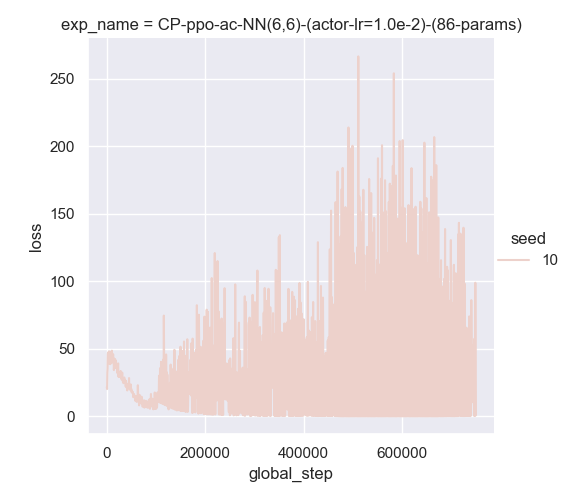 exp_name = CP-ppo-ac-NN(6,6)-(actor-lr=1.0e-2)-(86-params)
250
200
150
100
50
0
loss
0 200000 400000 600000
global_step
seed
10